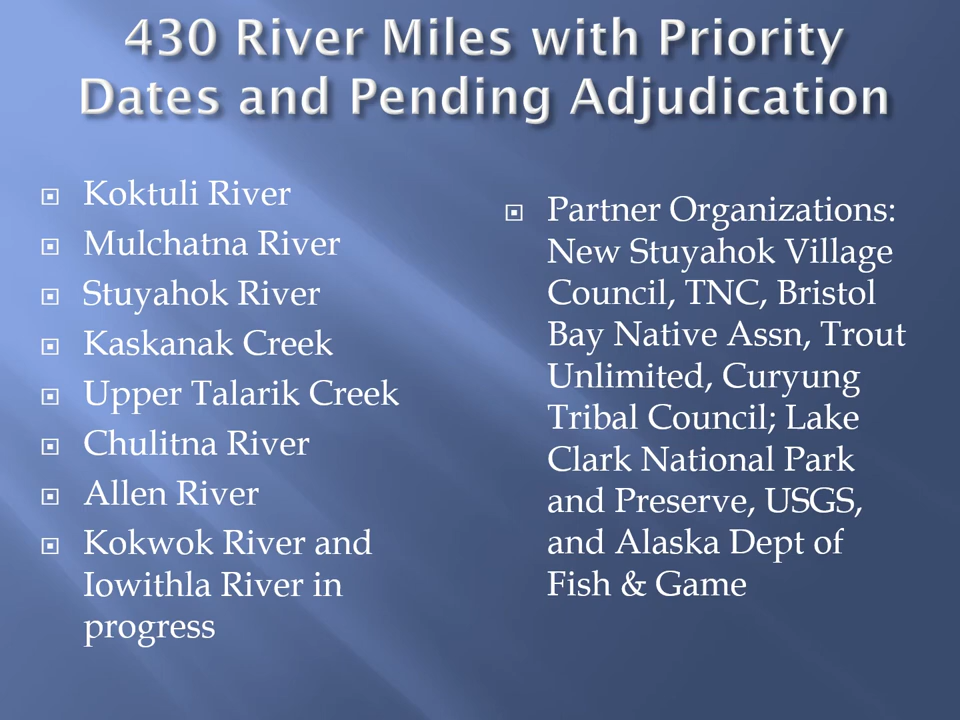 430 River Miles with Priority
Dates and Pending Adjudication
Koktuli River
Mulchatna River
Stuyahok River
Kaskanak Creek
Upper Talarik Creek
Chulitna River
Allen River
Kokwok River and
Iowithla River in
progress
Partner Organizations:
New Stuyahok Village
Council, TNC, Bristol
Bay Native Assn, Trout
Unlimited, Curyung
Tribal Council; Lake
Clark National Park
and Preserve, USGS,
and Alaska Dept of
Fish & Game